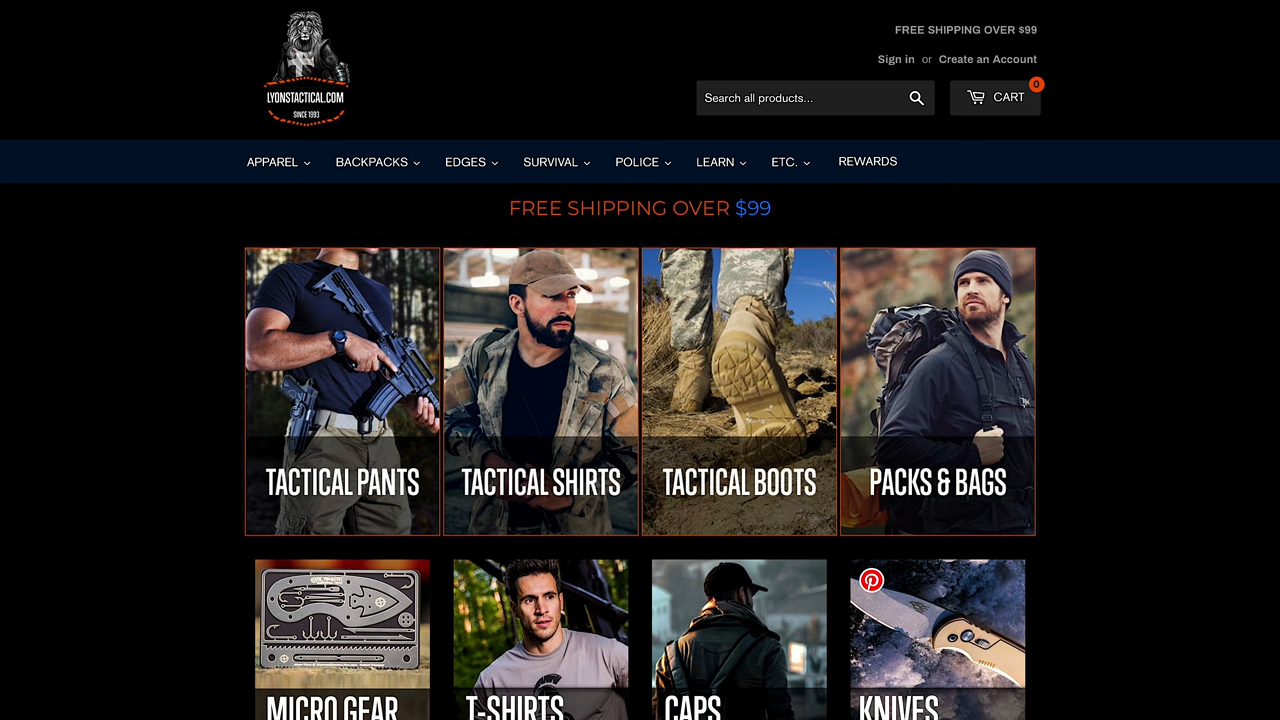 FREE SHIPPING OVER $99
Sign in or Create an Account
LYONSTACTICAL.COM
SINCE 1993
Search all products...
0
CART
APPAREL
BACKPACKS
EDGES
SURVIVAL
POLICE
LEARN
ETC.
REWARDS
FREE SHIPPING OVER $99
TACTICAL PANTS
TACTICAL SHIRTS
TACTICAL BOOTS
PACKS & BAGS
MICRO GEAR
T-SHIRTS
CAPS
KNIVES